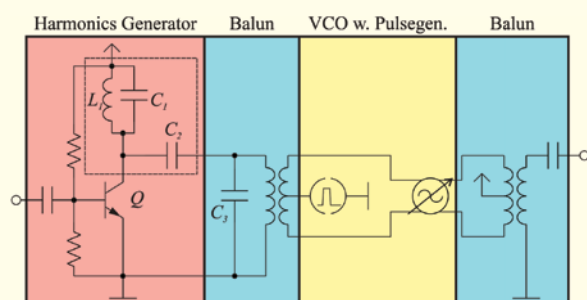 Harmonics Generator
Balun
VCO w. Pulsegen.
Balun
L1
C1
C2
Q
C3